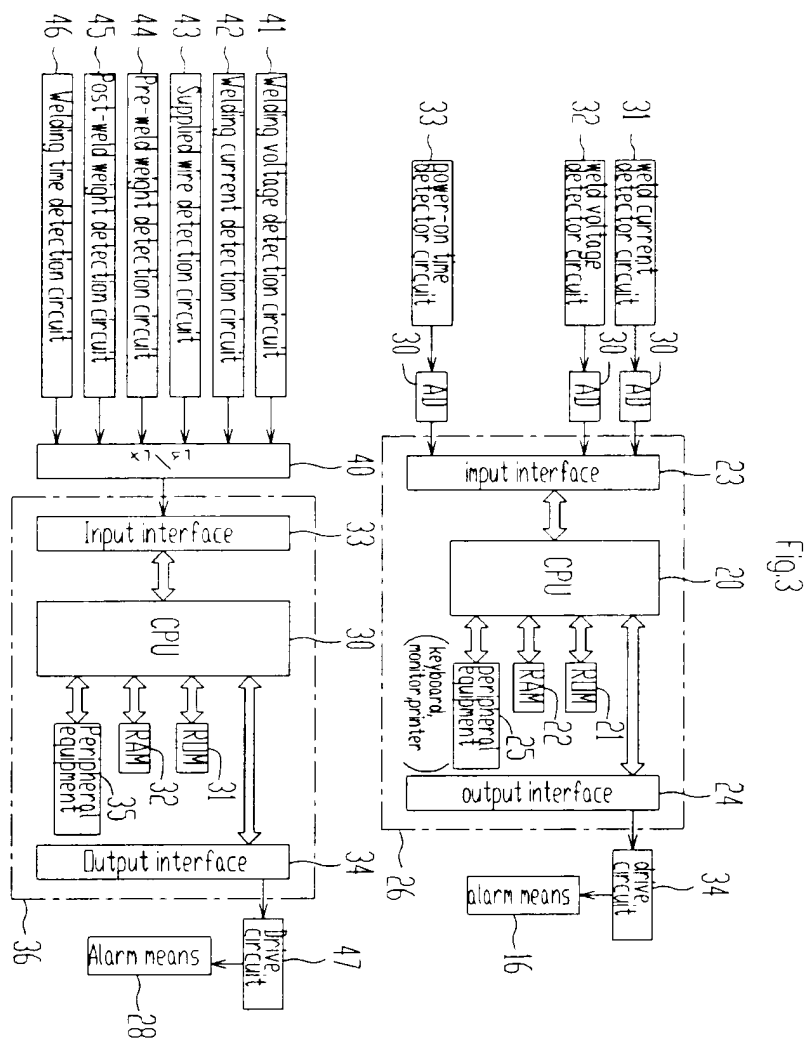 Fig.3
31
weld current
detector circuit
30
AD
32
weld voltage
detector circuit
30
AD
33
power-on time
detector circuit
30
AD
imput interface
23
CPU
20
ROM
21
RAM
22
peripheral
equipment
25
(keyboard,
monitor,printer)
output interface
24
26
drive
circuit
34
alarm means
16
41
Welding voltage detection circuit
42
Welding current detection circuit
43
Supplied wire detection circuit
44
Pre-weld weight detection circuit
45
Post-weld weight detection circuit
46
Welding time detection circuit
40
Input interface
33
CPU
30
ROM
31
RAM
32
Peripheral
equipment
35
Output interface
34
36
Drive
circuit
47
Alarm means
28